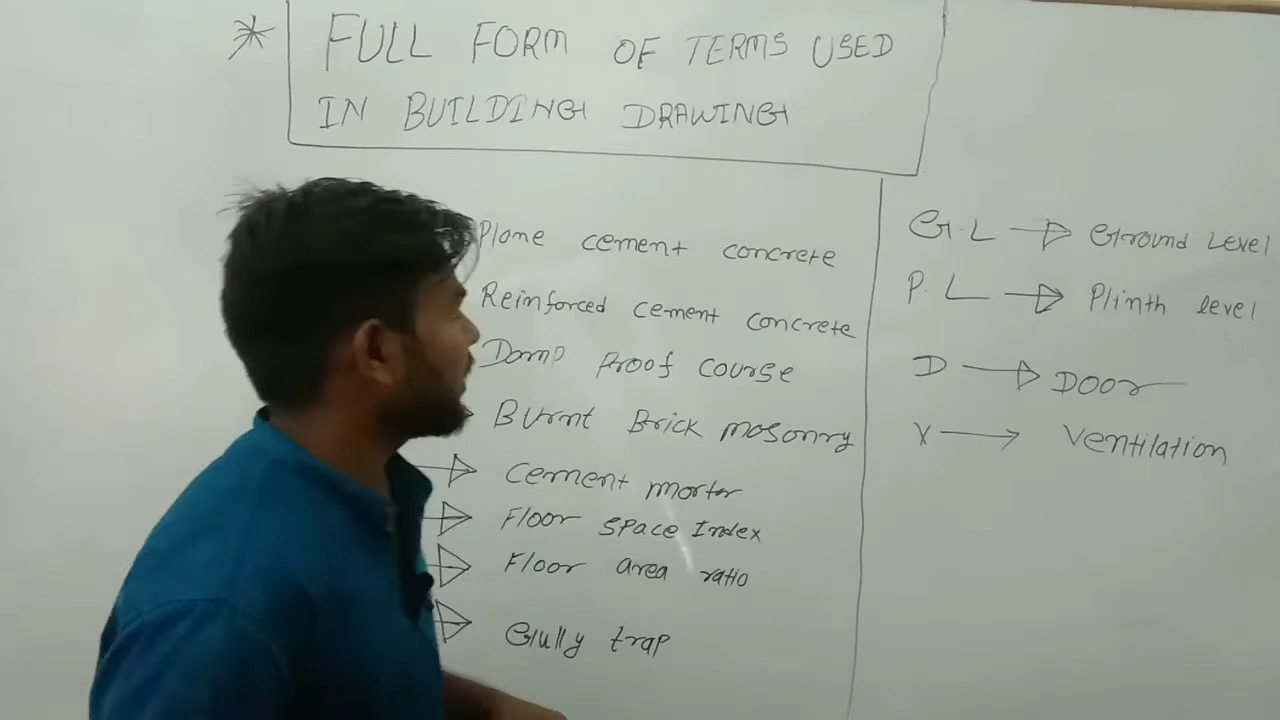 * FULL FORM OF TERMS USED
IN BUILDING DRAWING
Plane cement concrete
Reinforced cement concrete
Damp Proof course
Burnt Brick masonry
cement morter
Floor space Index
Floor area ratio
Gully trap
G.L → Ground Level
P.L → Plinth level
D → Door
V → Ventilation